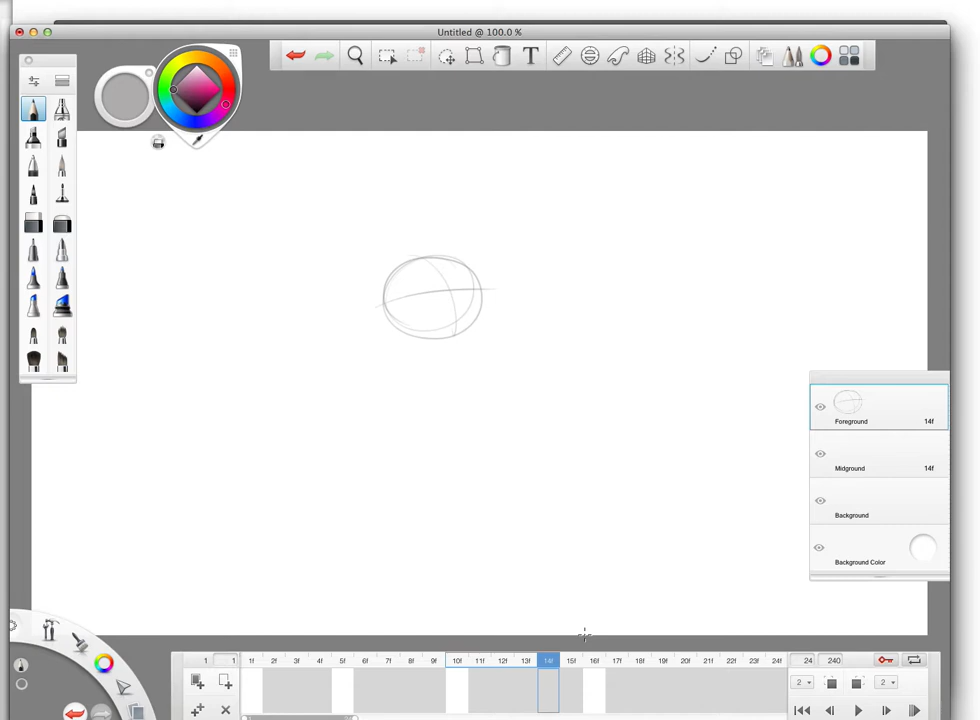 Untitled @ 100.0 %
T
Foreground 14f
Midground 14f
Background
Background Color
1 1 1f 2f 3f 4f 5f 6f 7f 8f 9f 10f 11f 12f 13f 14f 15f 16f 17f 18f 19f 20f 21f 22f 23f 24f 24 240
2 2